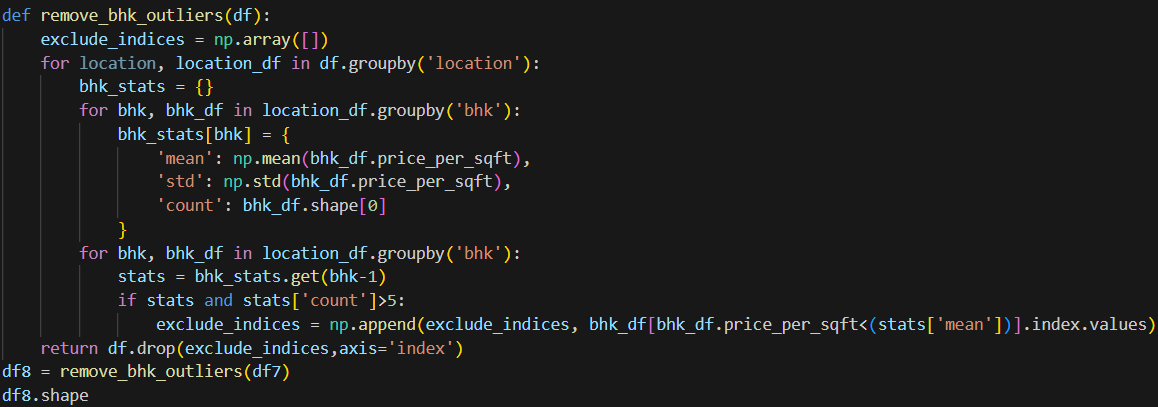 def remove_bhk_outliers(df):
    exclude_indices = np.array([])
    for location, location_df in df.groupby('location'):
        bhk_stats = {}
        for bhk, bhk_df in location_df.groupby('bhk'):
            bhk_stats[bhk] = {
                'mean': np.mean(bhk_df.price_per_sqft),
                'std': np.std(bhk_df.price_per_sqft),
                'count': bhk_df.shape[0]
            }
        for bhk, bhk_df in location_df.groupby('bhk'):
            stats = bhk_stats.get(bhk-1)
            if stats and stats['count']>5:
                exclude_indices = np.append(exclude_indices, bhk_df[bhk_df.price_per_sqft<(stats['mean'])].index.values)
    return df.drop(exclude_indices,axis='index')
df8 = remove_bhk_outliers(df7)
df8.shape